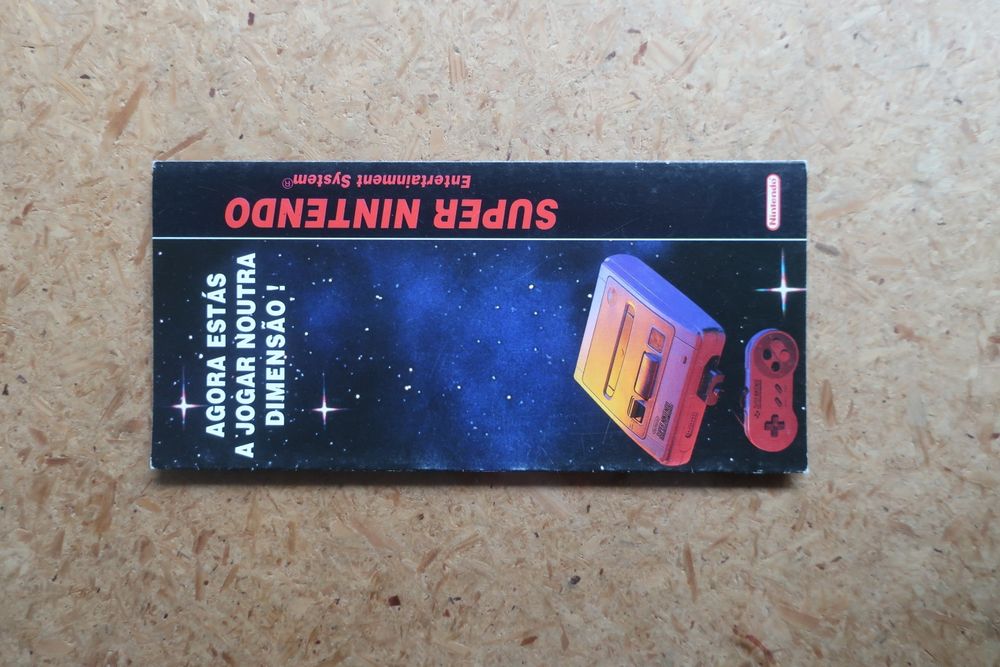 SUPER NINTENDO
Entertainment System®
Nintendo
AGORA ESTÁS
A JOGAR NOUTRA
DIMENSÃO !